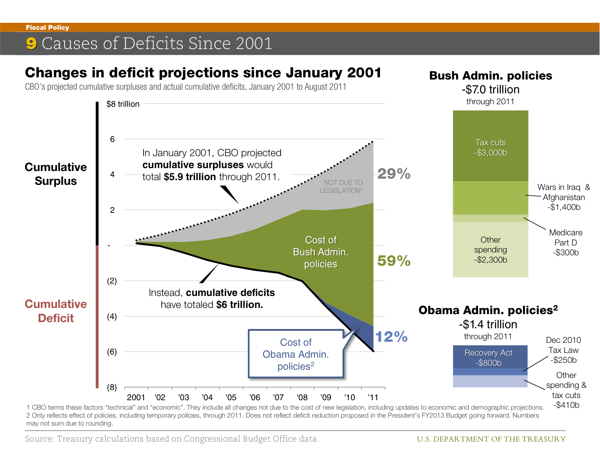 Fiscal Policy
9 Causes of Deficits Since 2001
Changes in deficit projections since January 2001
CBO's projected cumulative surpluses and actual cumulative deficits, January 2001 to August 2011
$8 trillion
6
4
2
-
(2)
(4)
(6)
(8)
Cumulative
Surplus
Cumulative
Deficit
In January 2001, CBO projected
cumulative surpluses would
total $5.9 trillion through 2011.
NOT DUE TO
LEGISLATION¹
29%
Cost of
Bush Admin.
policies
59%
Instead, cumulative deficits
have totaled $6 trillion.
Cost of
Obama Admin.
policies²
12%
2001 '02 '03 '04 '05 '06 '07 '08 '09 '10 '11
Bush Admin. policies
-$7.0 trillion
through 2011
Tax cuts
-$3,000b
Wars in Iraq &
Afghanistan
-$1,400b
Medicare
Part D
-$300b
Other
spending
-$2,300b
Obama Admin. policies²
-$1.4 trillion
through 2011
Recovery Act
-$800b
Dec 2010
Tax Law
-$250b
Other
spending &
tax cuts
-$410b
1 CBO terms these factors "technical" and "economic". They include all changes not due to the cost of new legislation, including updates to economic and demographic projections.
2 Only reflects effect of policies, including temporary policies, through 2011. Does not reflect deficit reduction proposed in the President's FY2013 Budget going forward. Numbers
may not sum due to rounding.
Source: Treasury calculations based on Congressional Budget Office data.
U.S. DEPARTMENT OF THE TREASURY